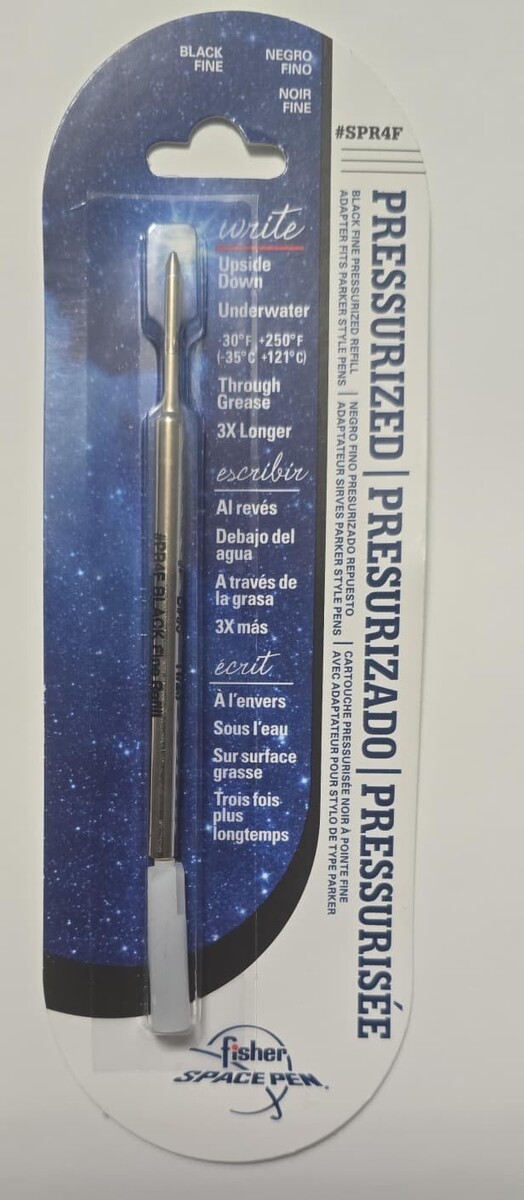 BLACK
FINE
NEGRO
FINO
NOIR
FINE
#SPR4F
write
Upside
Down
Underwater
-30°F +250°F
(-35°C +121°C)
Through
Grease
3X Longer
escribir
Al revés
Debajo del
agua
A través de
la grasa
3X más
écrit
À l'envers
Sous l'eau
Sur surface
grasse
Trois fois
plus
longtemps
PRESSURIZED | PRESURIZADO | PRESSURISÉE
BLACK FINE PRESSURIZED REFILL | NEGRO FINO PRESURIZADO REPUESTO | CARTOUCHE PRESSURISÉE NOIR À POINTE FINE
ADAPTER FITS PARKER STYLE PENS | ADAPTATEUR SIRVES PARKER STYLE PENS | AVEC ADAPTATEUR POUR STYLO DE TYPE PARKER
#PR4F BLACK
fisher
SPACE PEN